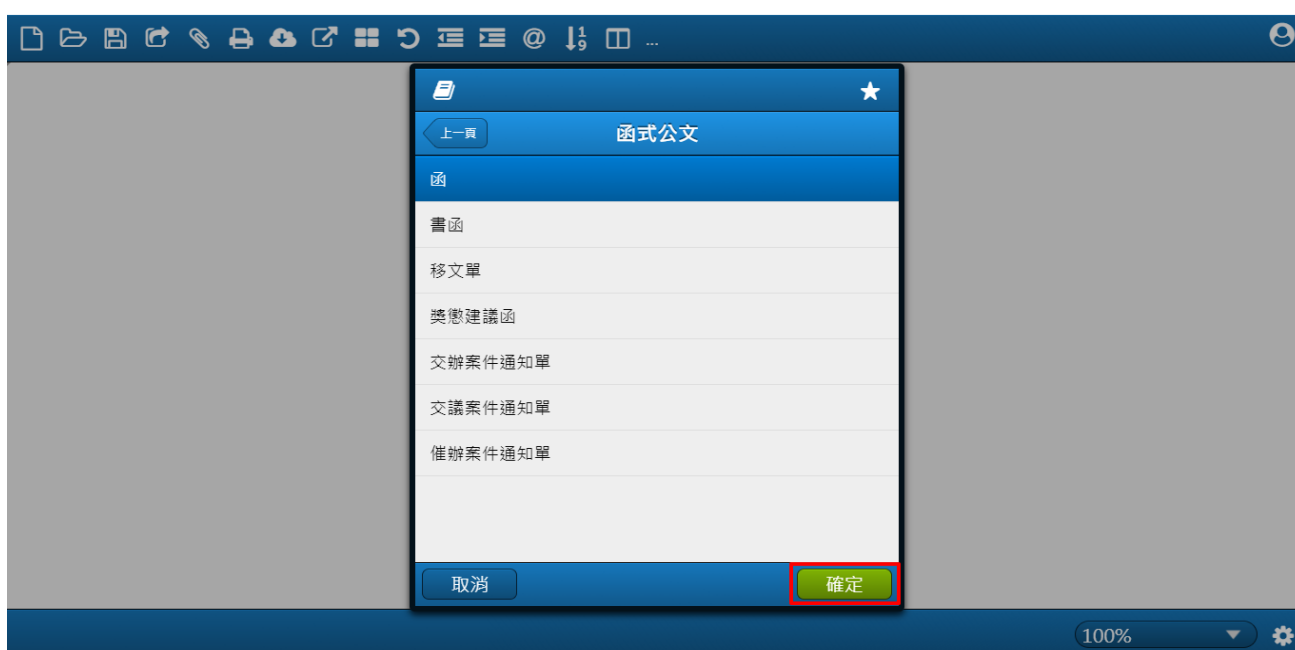 ...
上一頁
函式公文
函
書函
移文單
獎懲建議函
交辦案件通知單
交議案件通知單
催辦案件通知單
取消
確定
100%